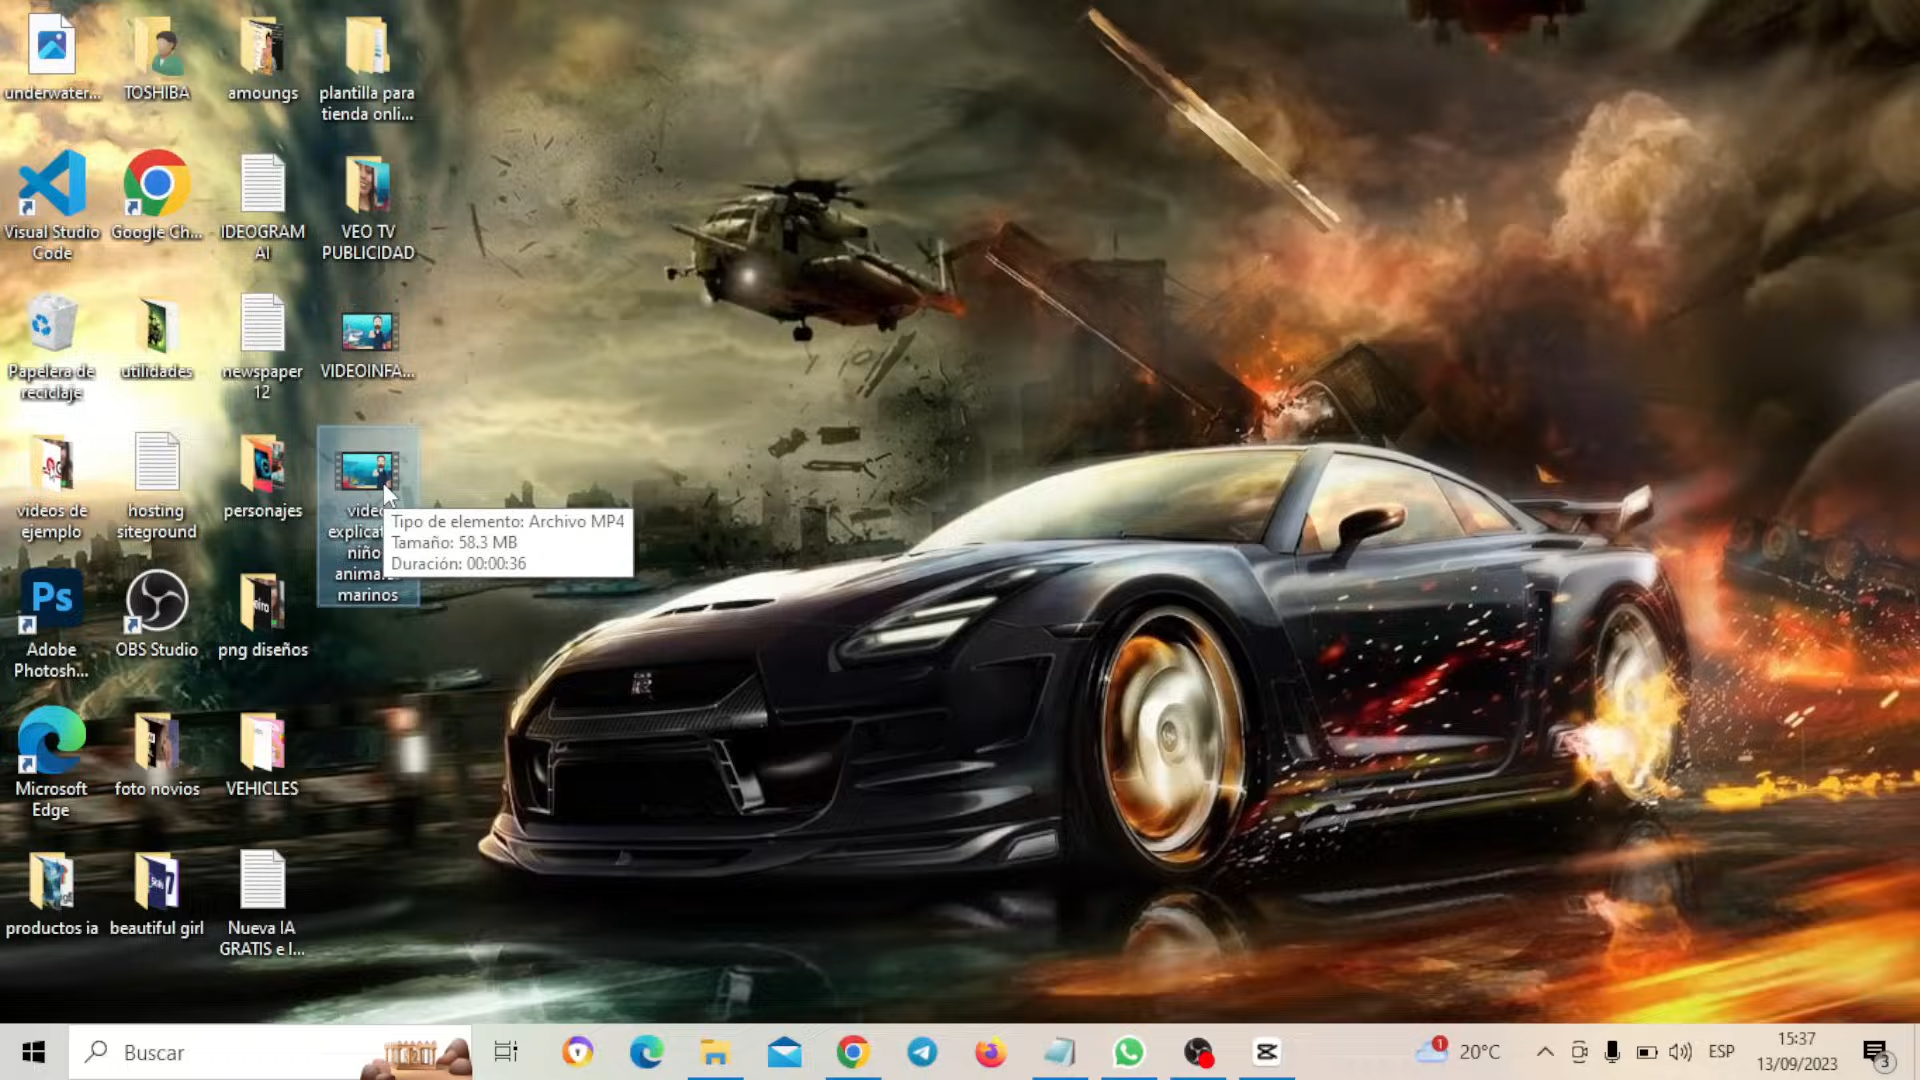 underwater...
TOSHIBA
amoungs
plantilla para
tienda onli...
Visual Studio
Code
Google Ch...
IDEOGRAM
AI
VEO TV
PUBLICIDAD
Papelera de
reciclaje
utilidades
newspaper
12
VIDEOINFA...
videos de
ejemplo
hosting
siteground
personajes
marinos
Tipo de elemento: Archivo MP4
Tamaño: 58.3 MB
Duración: 00:00:36
Ps
Adobe
Photosh...
OBS Studio
png diseños
Microsoft
Edge
foto novios
VEHICLES
productos ia
beautiful girl
Nueva IA
GRATIS e I...
Buscar
1
20°C
ESP
15:37
13/09/2023
3